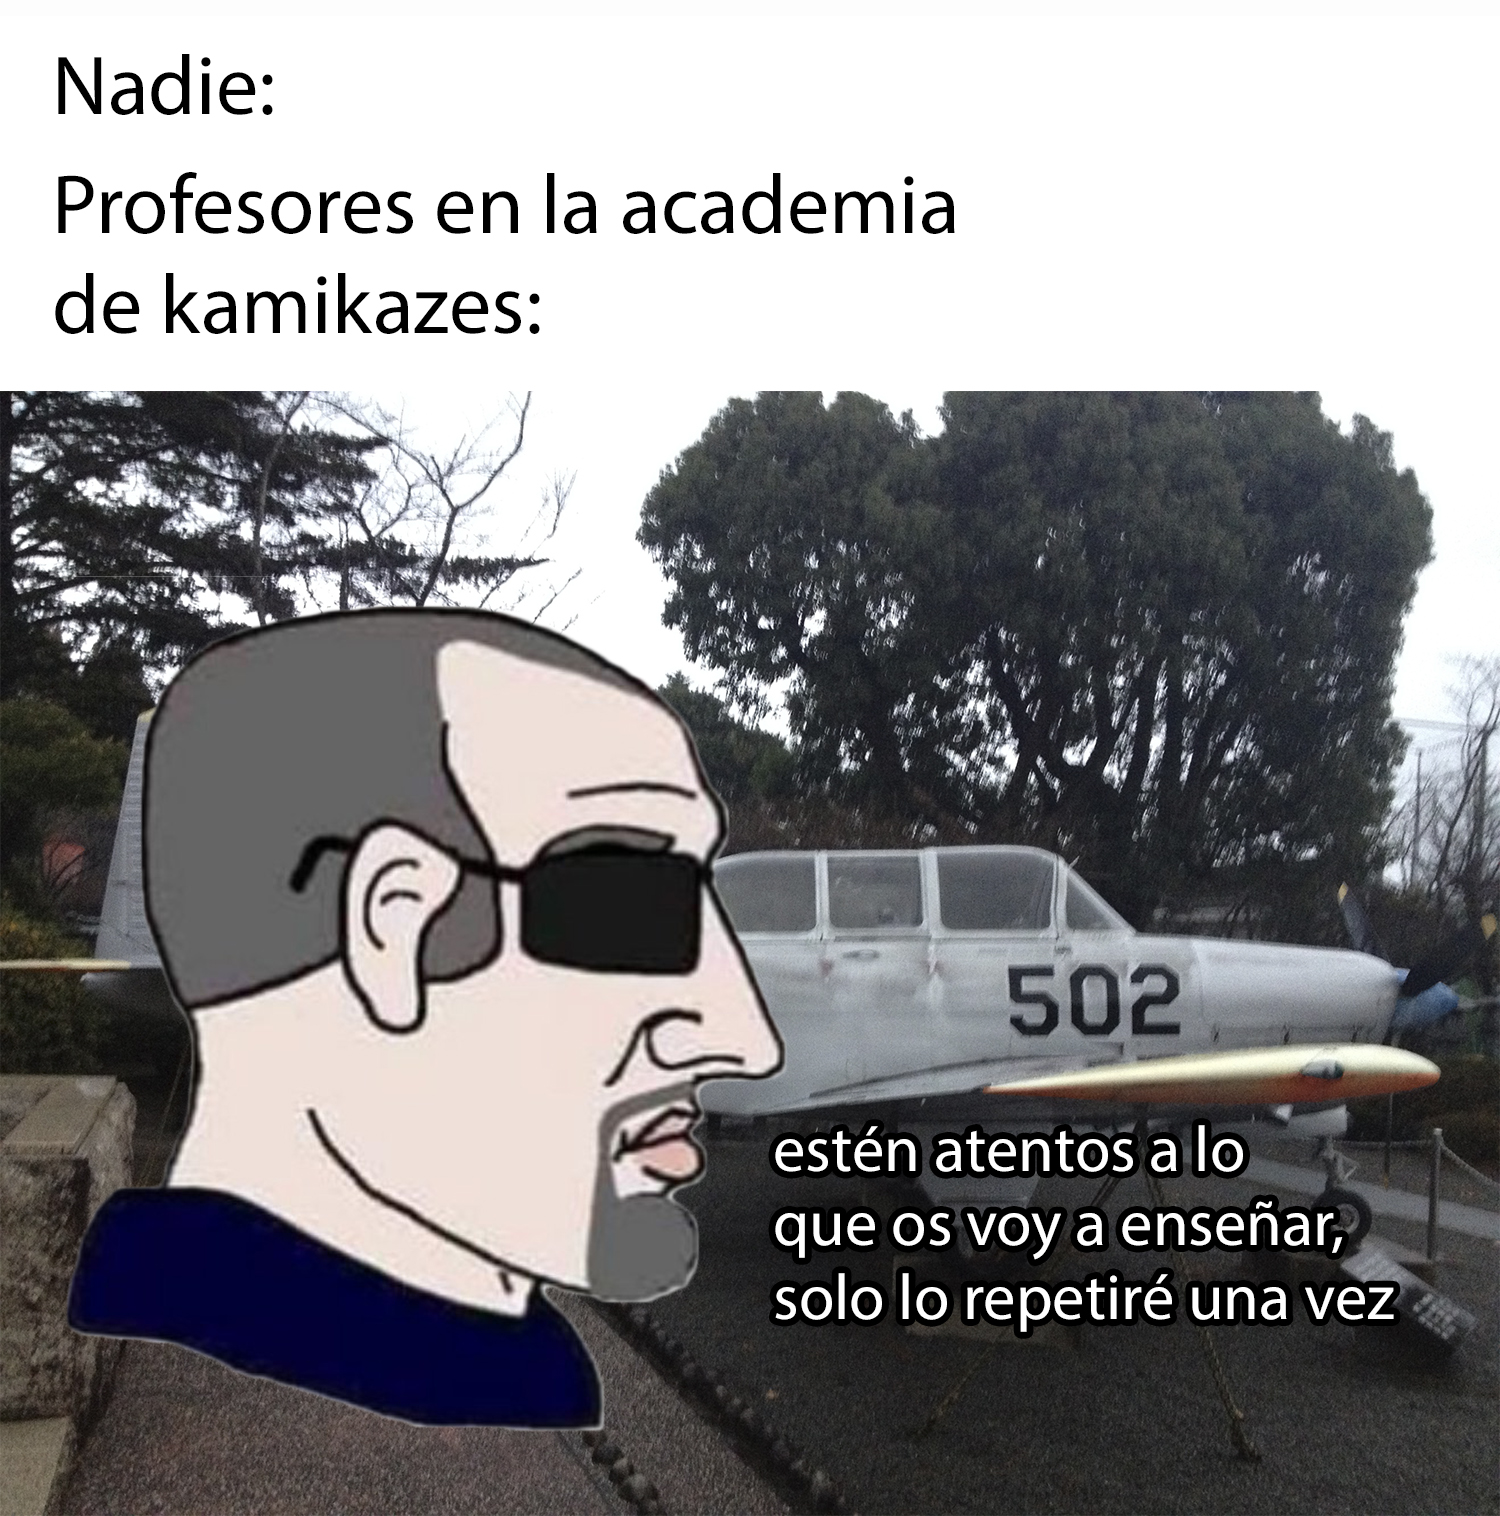 Nadie:
Profesores en la academia
de kamikazes:
502
estén atentos a lo
que os voy a enseñar,
solo lo repetiré una vez